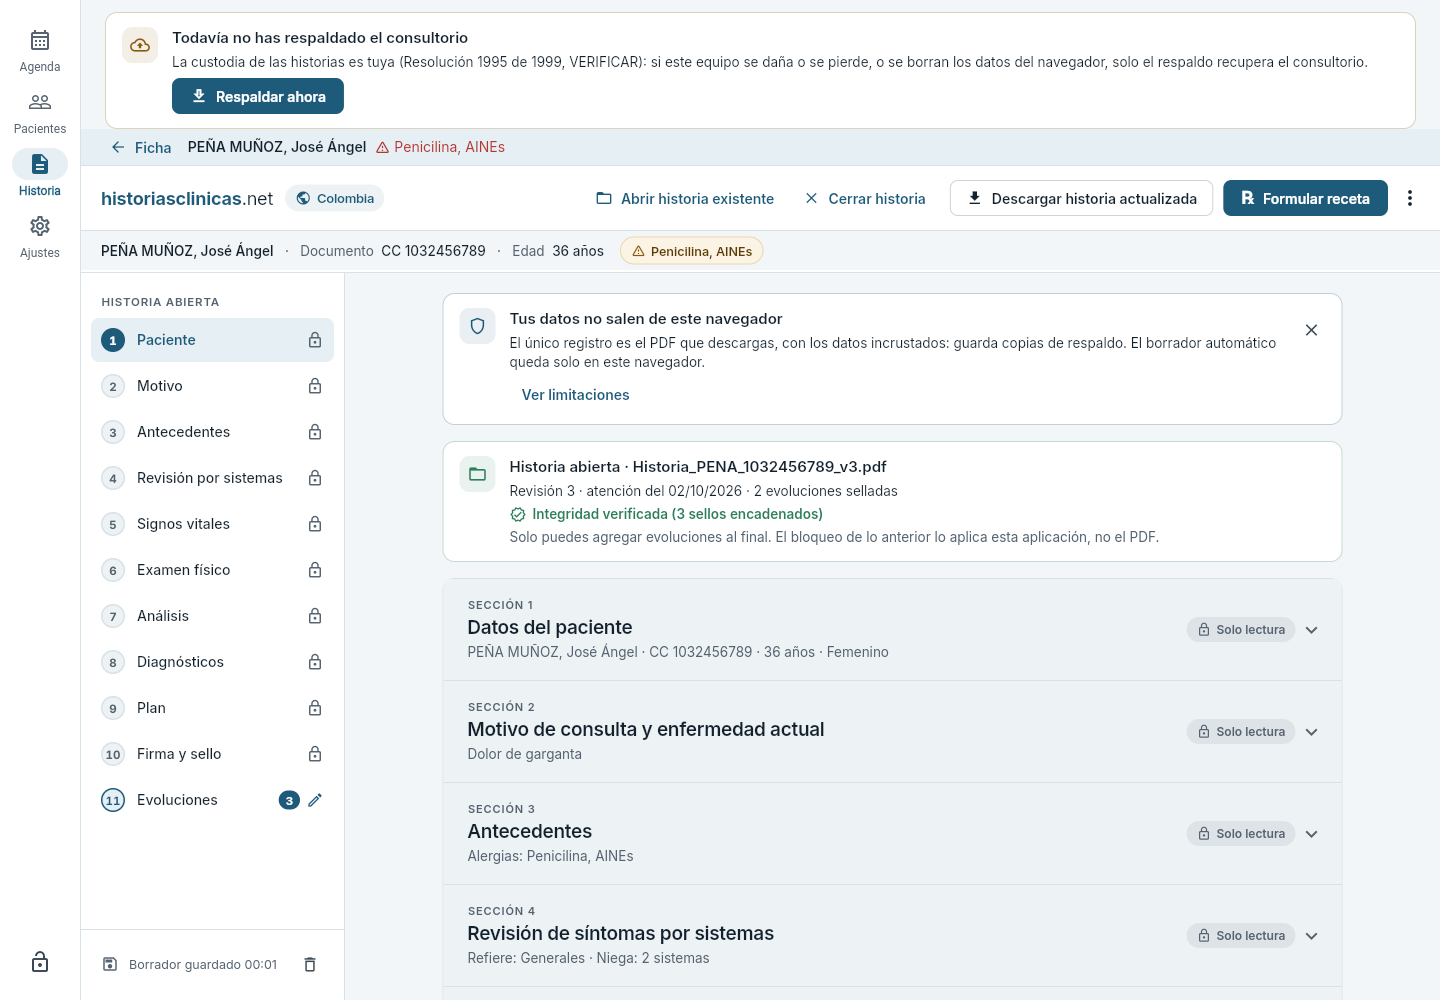 Agenda
Pacientes
Historia
Ajustes
Todavía no has respaldado el consultorio
La custodia de las historias es tuya (Resolución 1995 de 1999, VERIFICAR): si este equipo se daña o se pierde, o se borran los datos del navegador, solo el respaldo recupera el consultorio.
Respaldar ahora
Ficha PEÑA MUÑOZ, José Ángel Penicilina, AINEs
historiasclinicas.net Colombia Abrir historia existente Cerrar historia Descargar historia actualizada Formular receta
PEÑA MUÑOZ, José Ángel · Documento CC 1032456789 · Edad 36 años Penicilina, AINEs
HISTORIA ABIERTA
1 Paciente
2 Motivo
3 Antecedentes
4 Revisión por sistemas
5 Signos vitales
6 Examen físico
7 Análisis
8 Diagnósticos
9 Plan
10 Firma y sello
11 Evoluciones 3
Borrador guardado 00:01
Tus datos no salen de este navegador
El único registro es el PDF que descargas, con los datos incrustados: guarda copias de respaldo. El borrador automático
queda solo en este navegador.
Ver limitaciones
Historia abierta · Historia_PENA_1032456789_v3.pdf
Revisión 3 · atención del 02/10/2026 · 2 evoluciones selladas
Integridad verificada (3 sellos encadenados)
Solo puedes agregar evoluciones al final. El bloqueo de lo anterior lo aplica esta aplicación, no el PDF.
SECCIÓN 1
Datos del paciente
PEÑA MUÑOZ, José Ángel · CC 1032456789 · 36 años · Femenino
Solo lectura
SECCIÓN 2
Motivo de consulta y enfermedad actual
Dolor de garganta
Solo lectura
SECCIÓN 3
Antecedentes
Alergias: Penicilina, AINEs
Solo lectura
SECCIÓN 4
Revisión de síntomas por sistemas
Refiere: Generales · Niega: 2 sistemas
Solo lectura